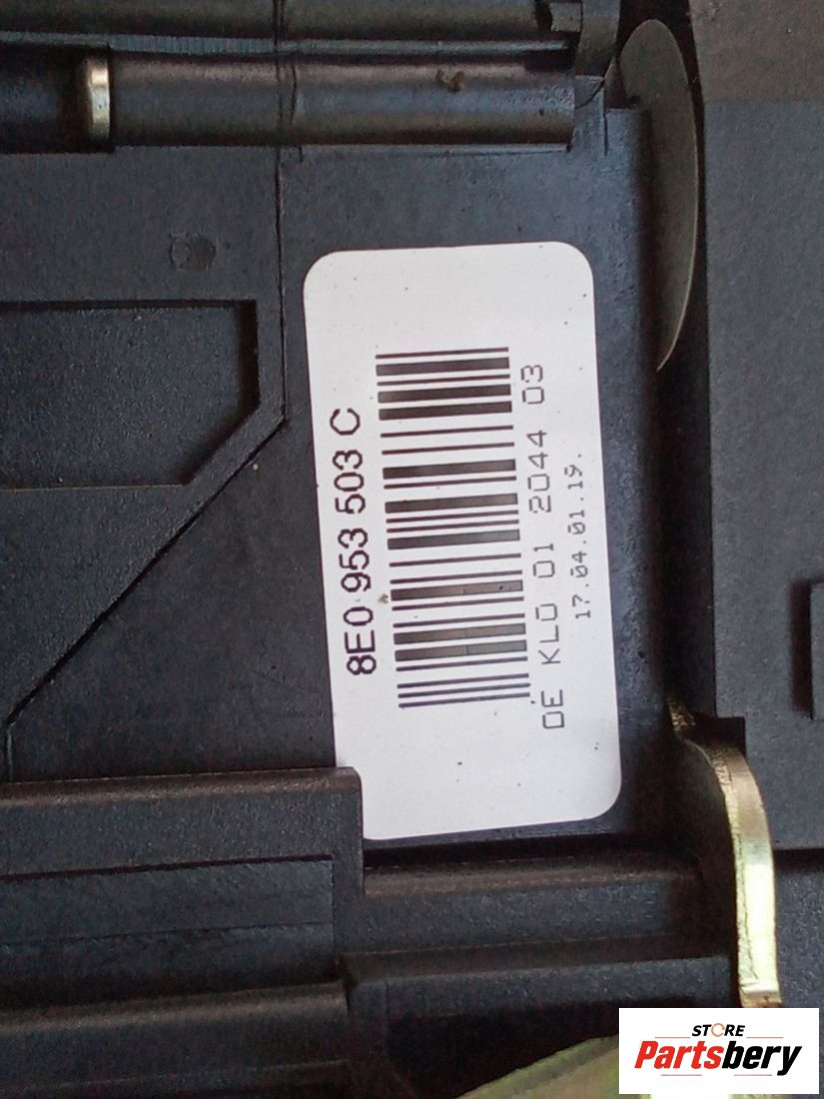 8E0 953 503 C
DE KLO 01 2044 03
17.04.01.19.
STORE
Partsbery